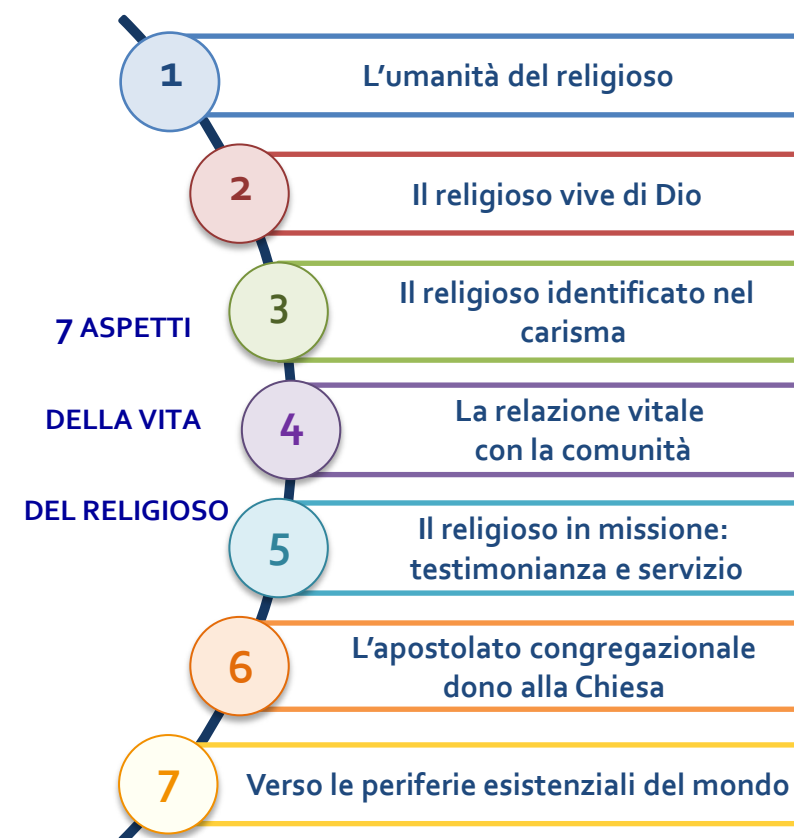 1
L'umanità del religioso
2
Il religioso vive di Dio
3
Il religioso identificato nel
carisma
7 ASPETTI
DELLA VITA
DEL RELIGIOSO
4
La relazione vitale
con la comunità
5
Il religioso in missione:
testimonianza e servizio
6
L'apostolato congregazionale
dono alla Chiesa
7
Verso le periferie esistenziali del mondo